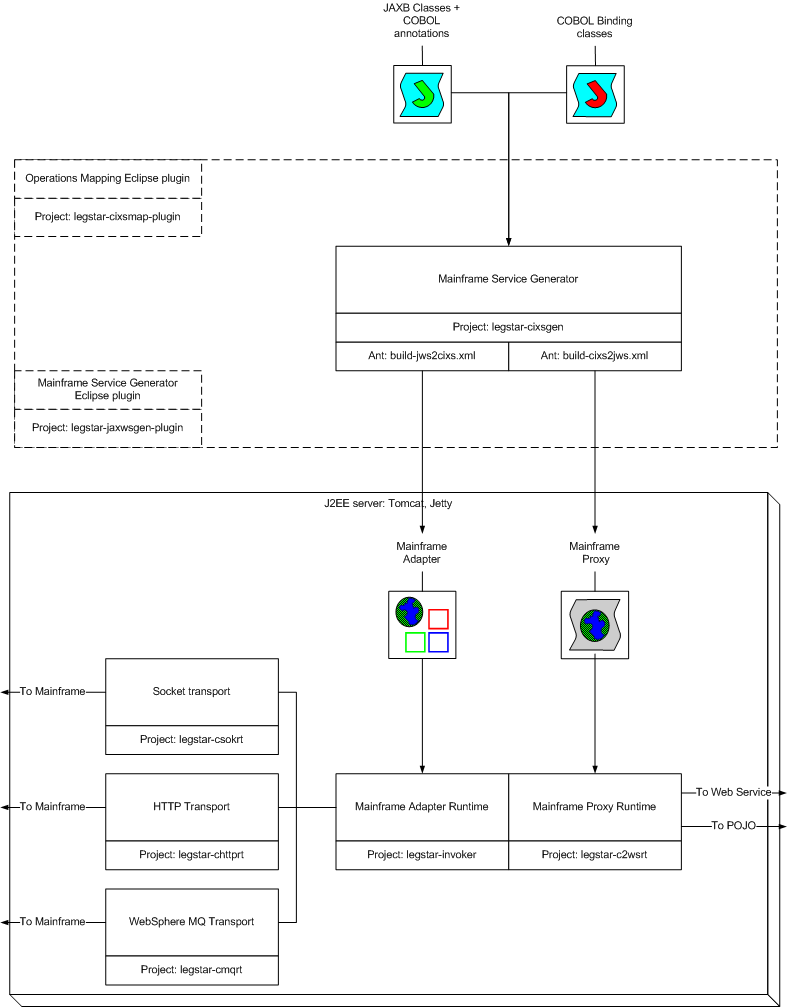 JAXB Classes +
COBOL
annotations
COBOL Binding
classes
Operations Mapping Eclipse plugin
Project: legstar-cixsmap-plugin
Mainframe Service Generator
Project: legstar-cixsgen
Ant: build-jws2cixs.xml
Ant: build-cixs2jws.xml
Mainframe Service Generator
Eclipse plugin
Project: legstar-jaxwsgen-plugin
J2EE server: Tomcat, Jetty
Mainframe
Adapter
Mainframe
Proxy
To Mainframe
Socket transport
Project: legstar-csokrt
To Mainframe
HTTP Transport
Project: legstar-chttprt
Mainframe Adapter Runtime
Project: legstar-invoker
Mainframe Proxy Runtime
Project: legstar-c2wsrt
To Web Service
To POJO
To Mainframe
WebSphere MQ Transport
Project: legstar-cmqrt